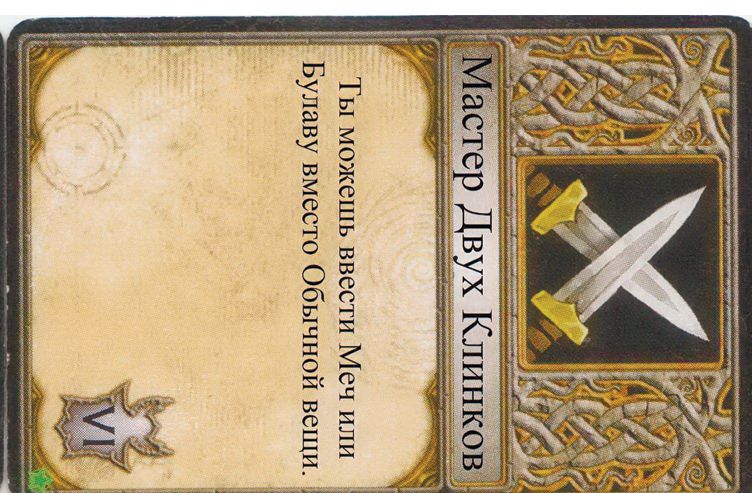 Мастер Двух Клинков
Ты можешь ввести Меч или
Булаву вместо Обычной вещи.
VI